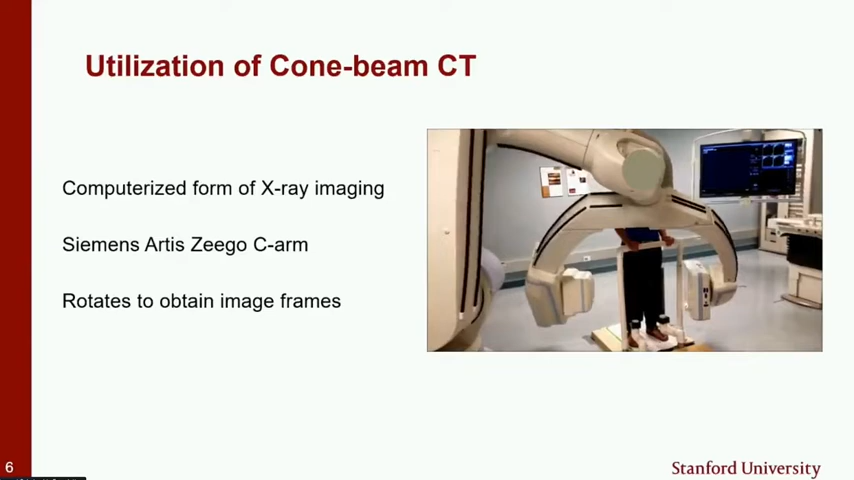 Utilization of Cone-beam CT
Computerized form of X-ray imaging
Siemens Artis Zeego C-arm
Rotates to obtain image frames
6
Stanford University